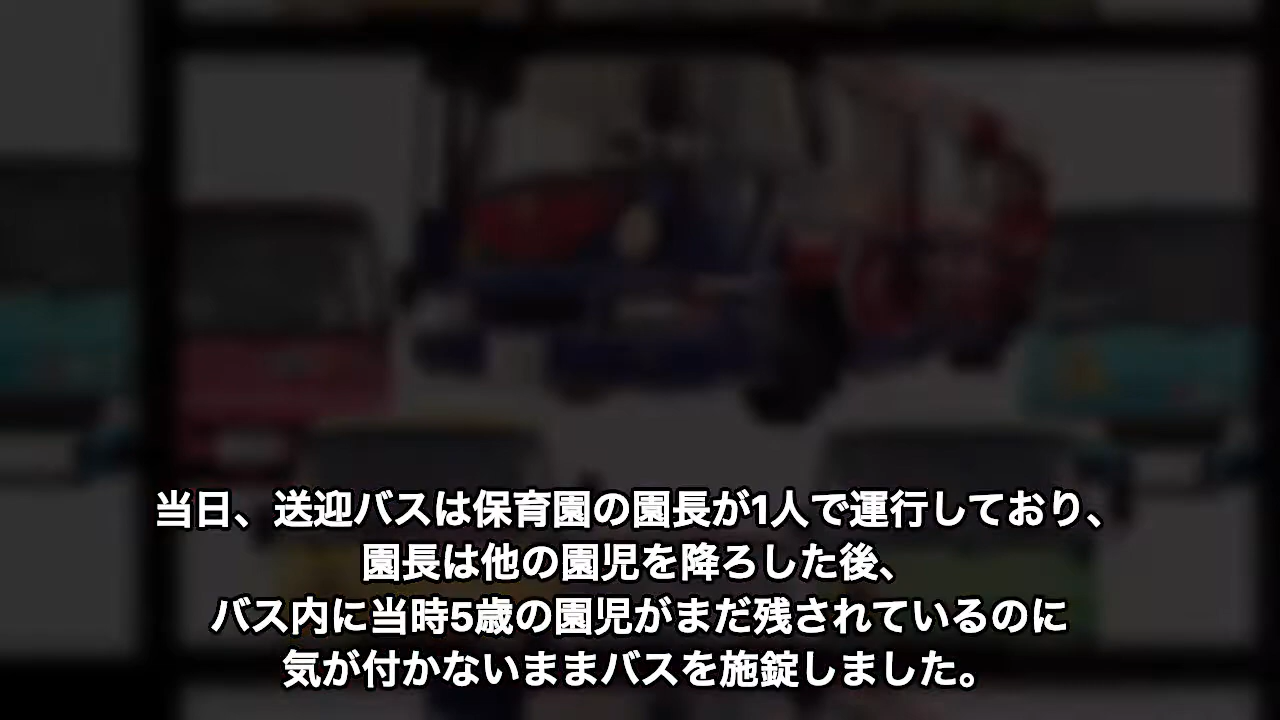 当日、送迎バスは保育園の園長が1人で運行しており、
園長は他の園児を降ろした後、
バス内に当時5歳の園児がまだ残されているのに
気が付かないままバスを施錠しました。